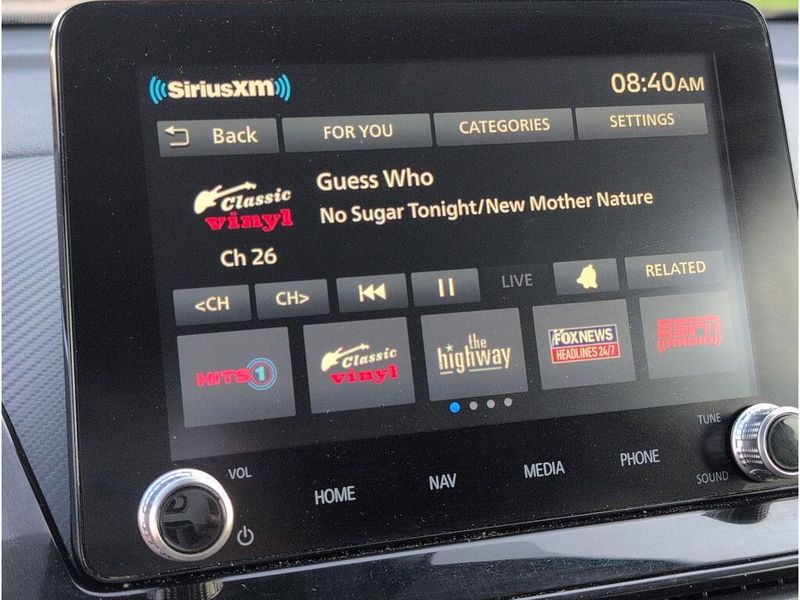 SiriusXM
08:40AM
Back
FOR YOU
CATEGORIES
SETTINGS
Classic
vinyl
Guess Who
No Sugar Tonight/New Mother Nature
Ch 26
<CH
CH>
LIVE
RELATED
HITS 1
Classic
vinyl
the
highway
FOX NEWS
HEADLINES 24/7
ESPN
RADIO
VOL
HOME
NAV
MEDIA
PHONE
TUNE
SOUND